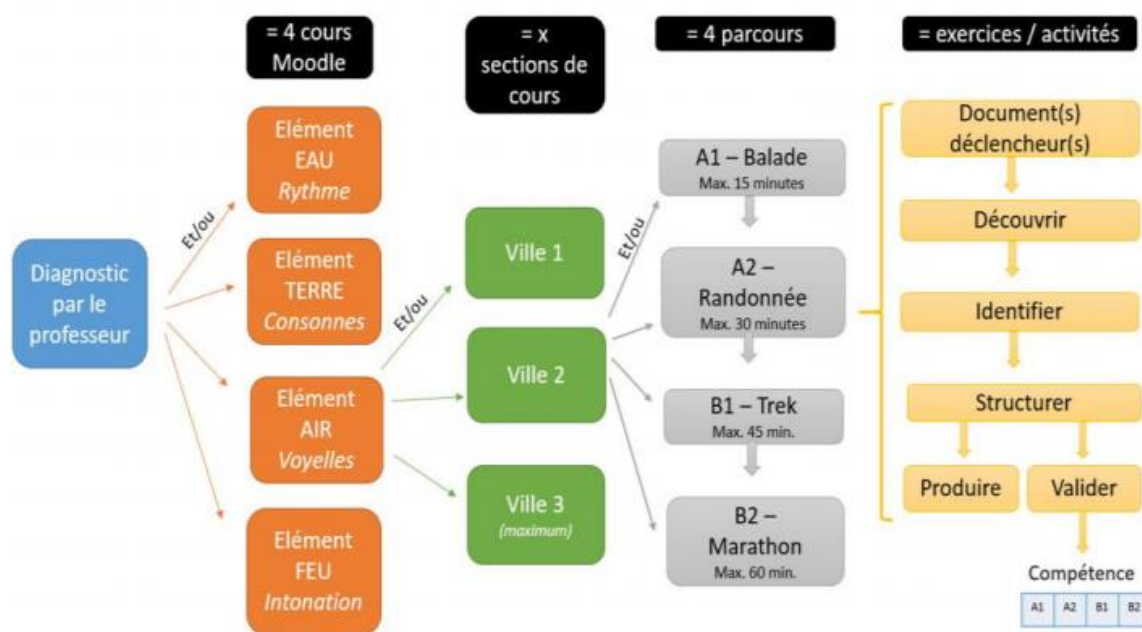 = 4 cours
Moodle
= x
sections de
cours
= 4 parcours
= exercices / activités
Diagnostic
par le
professeur
Et/ou
Elément
EAU
Rythme
Elément
TERRE
Consonnes
Elément
AIR
Voyelles
Elément
FEU
Intonation
Et/ou
Ville 1
Ville 2
Ville 3
(maximum)
Et/ou
A1 – Balade
Max. 15 minutes
A2 –
Randonnée
Max. 30 minutes
B1 – Trek
Max. 45 min.
B2 –
Marathon
Max. 60 min.
Document(s)
déclencheur(s)
Découvrir
Identifier
Structurer
Produire
Valider
Compétence
A1 A2 B1 B2